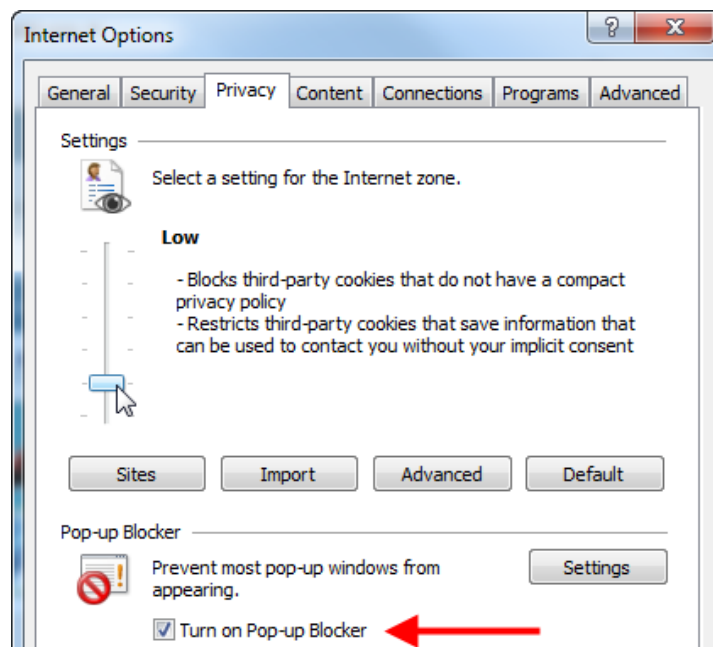 Internet Options
General Security Privacy Content Connections Programs Advanced
Settings
Select a setting for the Internet zone.
Low
- Blocks third-party cookies that do not have a compact
privacy policy
- Restricts third-party cookies that save information that
can be used to contact you without your implicit consent
Sites Import Advanced Default
Pop-up Blocker
Prevent most pop-up windows from
appearing.
Settings
Turn on Pop-up Blocker